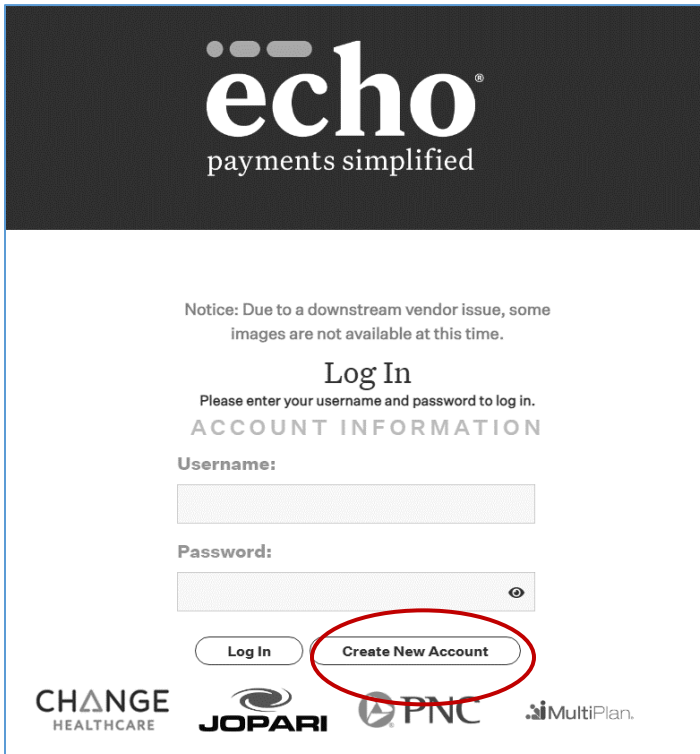 echo®
payments simplified
Notice: Due to a downstream vendor issue, some
images are not available at this time.
Log In
Please enter your username and password to log in.
ACCOUNT INFORMATION
Username:
Password:
Log In Create New Account
CHANGE
HEALTHCARE
JOPARI
PNC
MultiPlan.